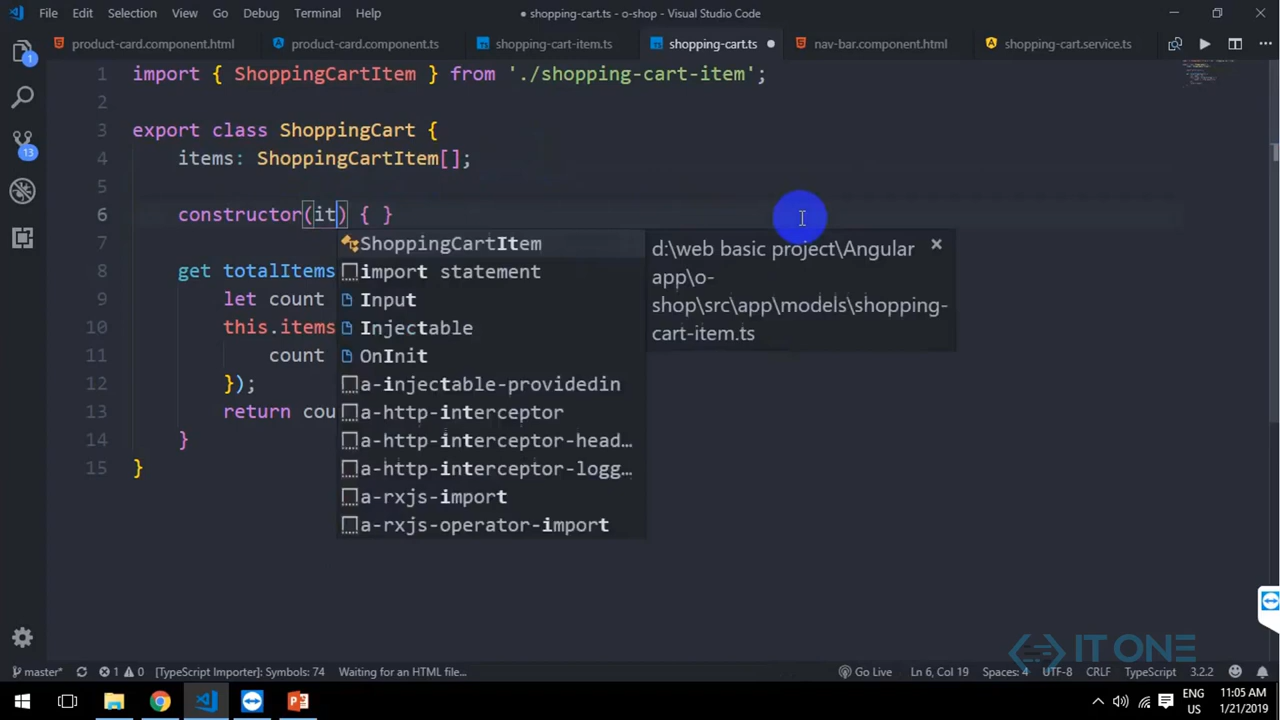 File Edit Selection View Go Debug Terminal Help ● shopping-cart.ts - o-shop - Visual Studio Code
product-card.component.html product-card.component.ts shopping-cart-item.ts shopping-cart.ts ● nav-bar.component.html shopping-cart.service.ts
1 import { ShoppingCartItem } from './shopping-cart-item';
2
3 export class ShoppingCart {
4 items: ShoppingCartItem[];
5
6 constructor(it) { }
7
8 get totalItems
9 let count
10 this.items
11 count
12 });
13 return cou
14 }
15 }
ShoppingCartItem
import statement
Input
Injectable
OnInit
a-injectable-providedin
a-http-interceptor
a-http-interceptor-head…
a-http-interceptor-logg…
a-rxjs-import
a-rxjs-operator-import
d:\web basic project\Angular
app\o-
shop\src\app\models\shopping-
cart-item.ts
1
13
IT ONE
master* 1 0 [TypeScript Importer]: Symbols: 74 Waiting for an HTML file... Go Live Ln 6, Col 19 Spaces: 4 UTF-8 CRLF TypeScript 3.2.2
ENG 11:05 AM
US 1/21/2019